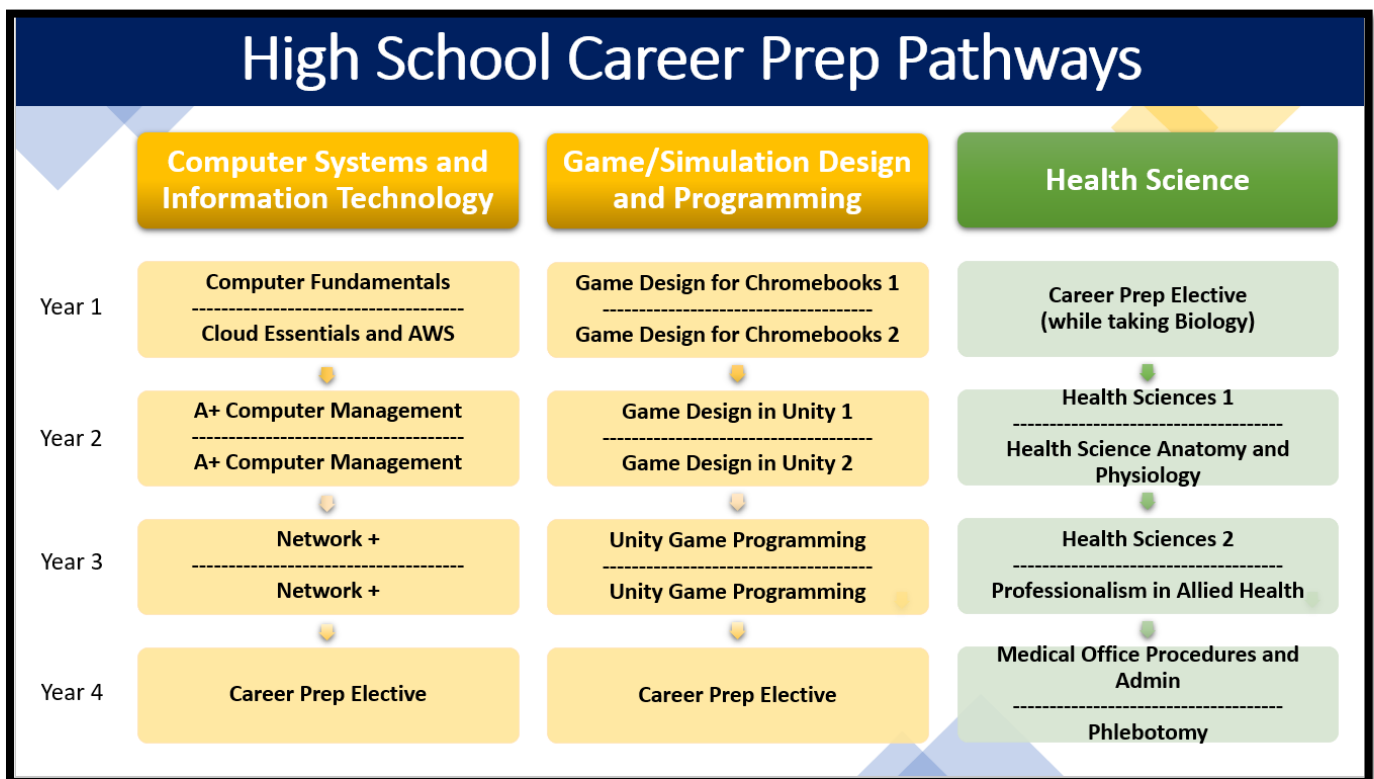 High School Career Prep Pathways
Computer Systems and
Information Technology
Game/Simulation Design
and Programming
Health Science
Year 1
Computer Fundamentals
-------------------------------------
Cloud Essentials and AWS
Game Design for Chromebooks 1
-------------------------------------
Game Design for Chromebooks 2
Career Prep Elective
(while taking Biology)
Year 2
A+ Computer Management
-------------------------------------
A+ Computer Management
Game Design in Unity 1
-------------------------------------
Game Design in Unity 2
Health Sciences 1
-------------------------------------
Health Science Anatomy and
Physiology
Year 3
Network +
-------------------------------------
Network +
Unity Game Programming
-------------------------------------
Unity Game Programming
Health Sciences 2
-------------------------------------
Professionalism in Allied Health
Year 4
Career Prep Elective
Career Prep Elective
Medical Office Procedures and
Admin
-------------------------------------
Phlebotomy